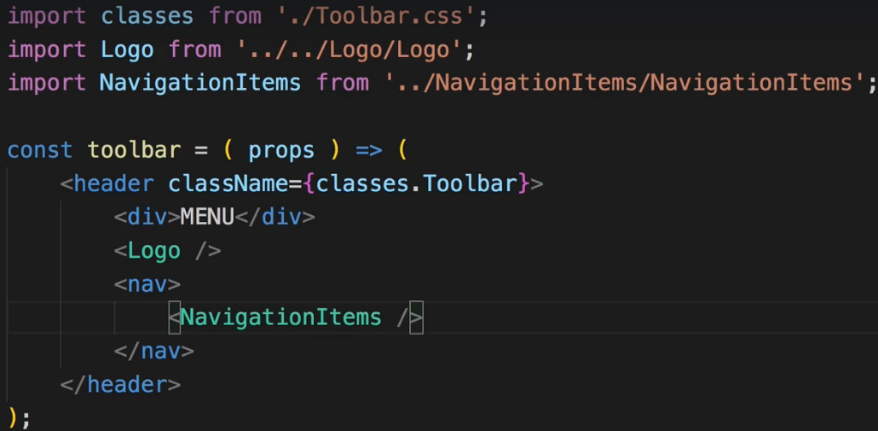 import classes from './Toolbar.css';
import Logo from '../../Logo/Logo';
import NavigationItems from '../NavigationItems/NavigationItems';

const toolbar = ( props ) => (
    <header className={classes.Toolbar}>
        <div>MENU</div>
        <Logo />
        <nav>
            <NavigationItems />
        </nav>
    </header>
);